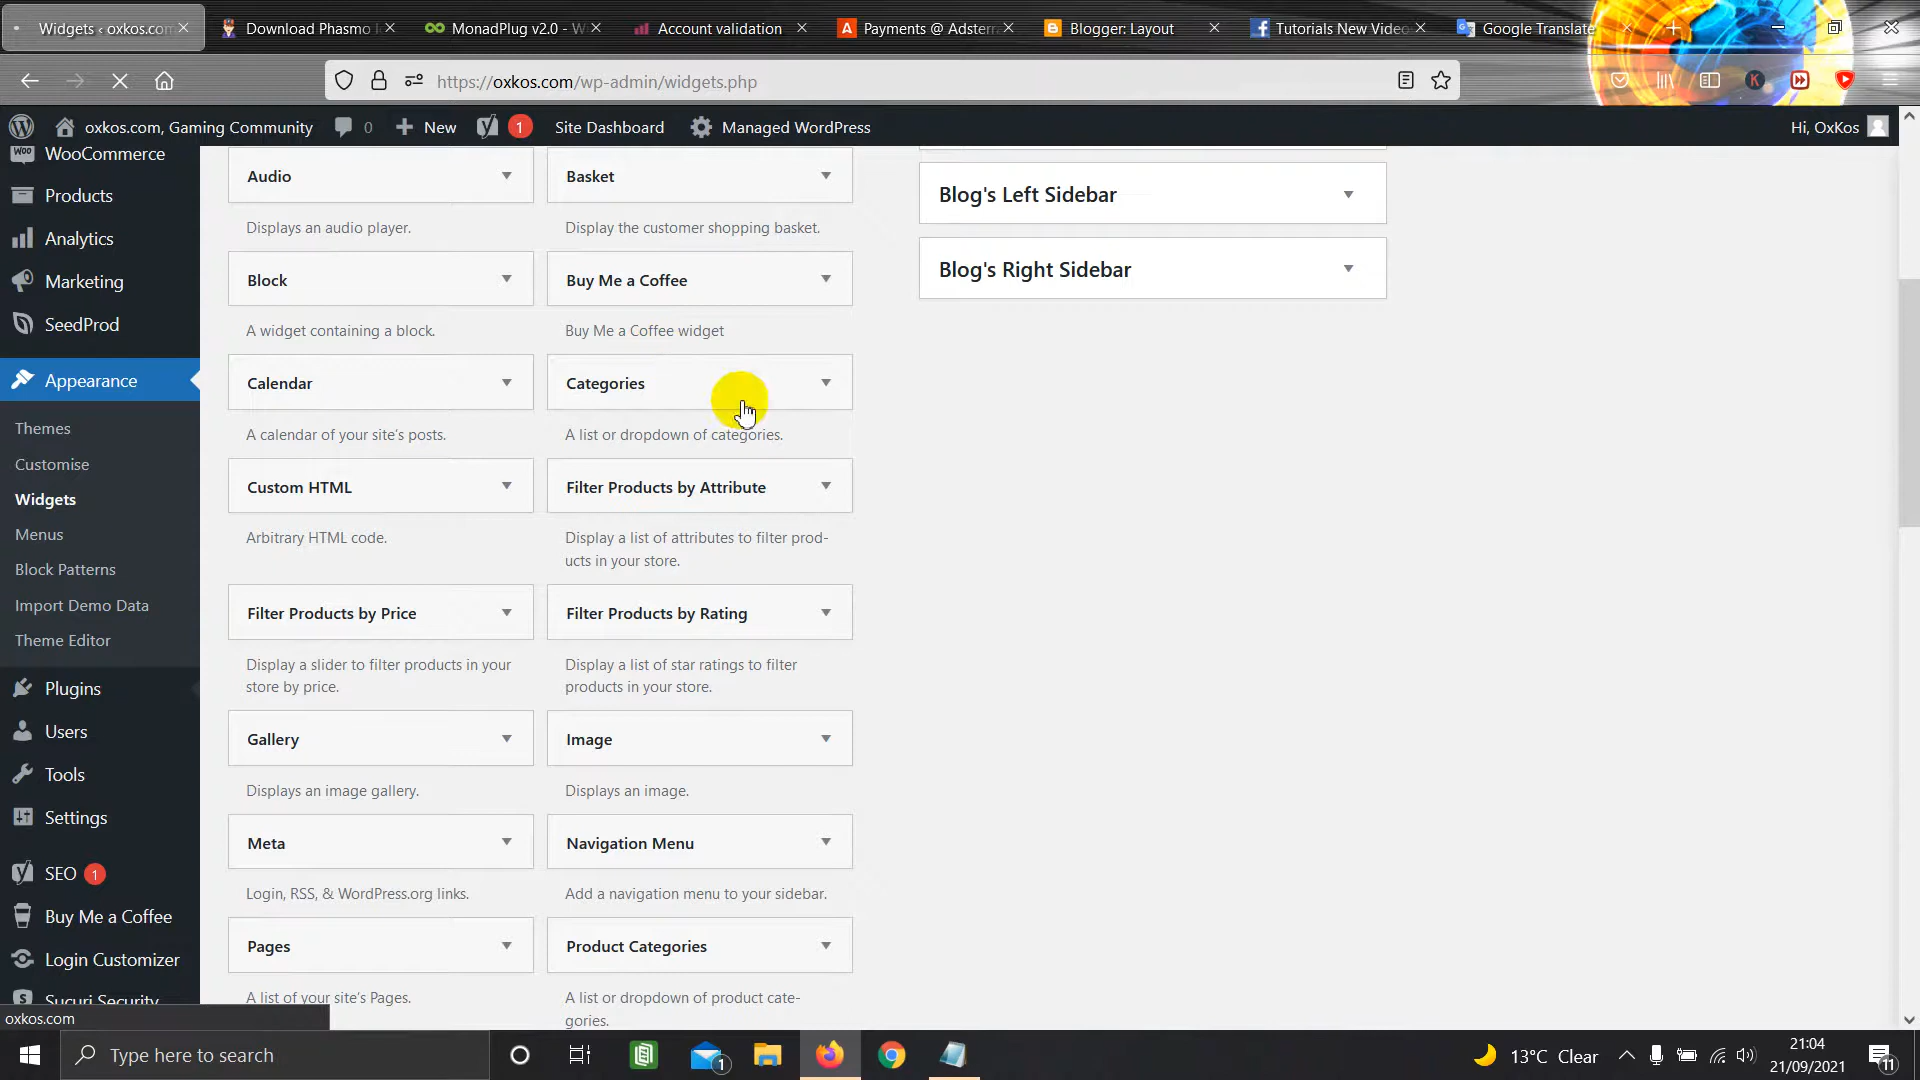 Widgets ‹ oxkos.com
Download Phasmo
MonadPlug v2.0 - W
Account validation
Payments @ Adsterr
Blogger: Layout
Tutorials New Video
Google Translate
https://oxkos.com/wp-admin/widgets.php
oxkos.com, Gaming Community
0
New
1
Site Dashboard
Managed WordPress
Hi, OxKos
WooCommerce
Products
Analytics
Marketing
SeedProd
Appearance
Themes
Customise
Widgets
Menus
Block Patterns
Import Demo Data
Theme Editor
Plugins
Users
Tools
Settings
SEO 1
Buy Me a Coffee
Login Customizer
Sucuri Security
oxkos.com
Audio
Displays an audio player.
Basket
Display the customer shopping basket.
Block
A widget containing a block.
Buy Me a Coffee
Buy Me a Coffee widget
Calendar
A calendar of your site's posts.
Categories
A list or dropdown of categories.
Custom HTML
Arbitrary HTML code.
Filter Products by Attribute
Display a list of attributes to filter prod-
ucts in your store.
Filter Products by Price
Display a slider to filter products in your
store by price.
Filter Products by Rating
Display a list of star ratings to filter
products in your store.
Gallery
Displays an image gallery.
Image
Displays an image.
Meta
Login, RSS, & WordPress.org links.
Navigation Menu
Add a navigation menu to your sidebar.
Pages
A list of your site's Pages.
Product Categories
A list or dropdown of product cate-
gories.
Blog's Left Sidebar
Blog's Right Sidebar
Type here to search
1
13°C Clear
21:04
21/09/2021
11